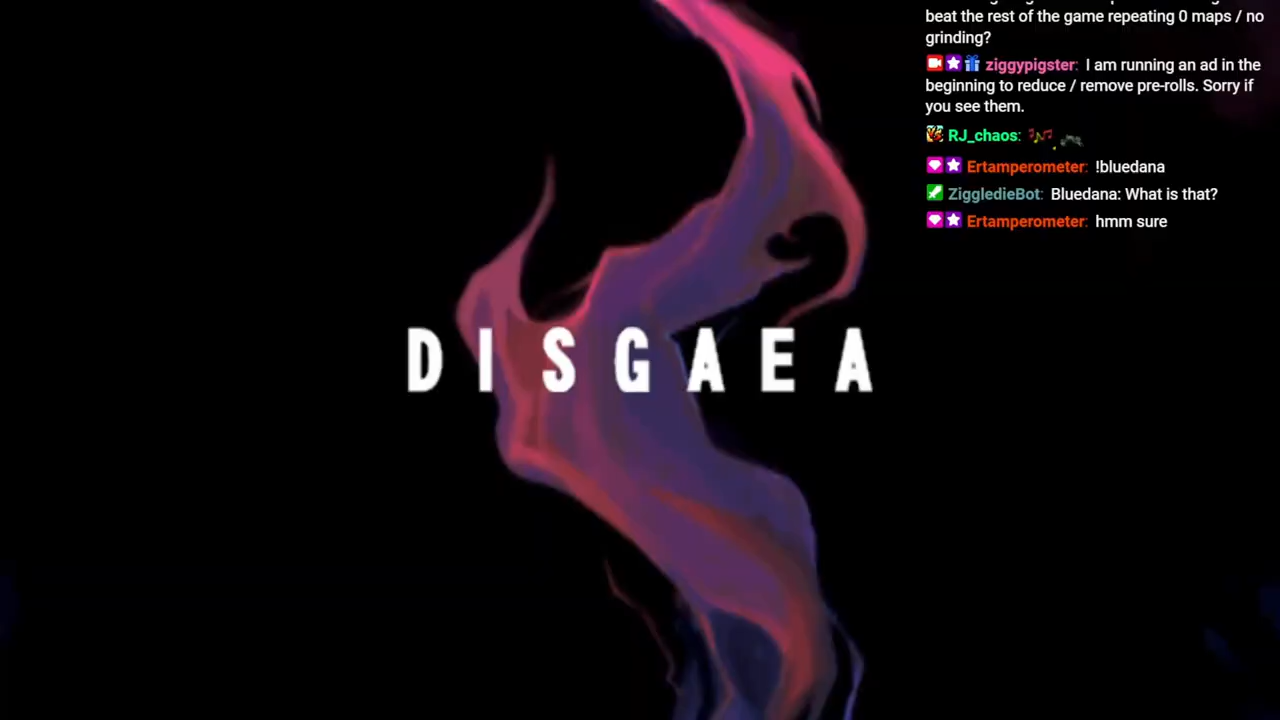 beat the rest of the game repeating 0 maps / no
grinding?
ziggypigster: I am running an ad in the
beginning to reduce / remove pre-rolls. Sorry if
you see them.
RJ_chaos:
Ertamperometer: !bluedana
ZiggledieBot: Bluedana: What is that?
Ertamperometer: hmm sure
DISGAEA